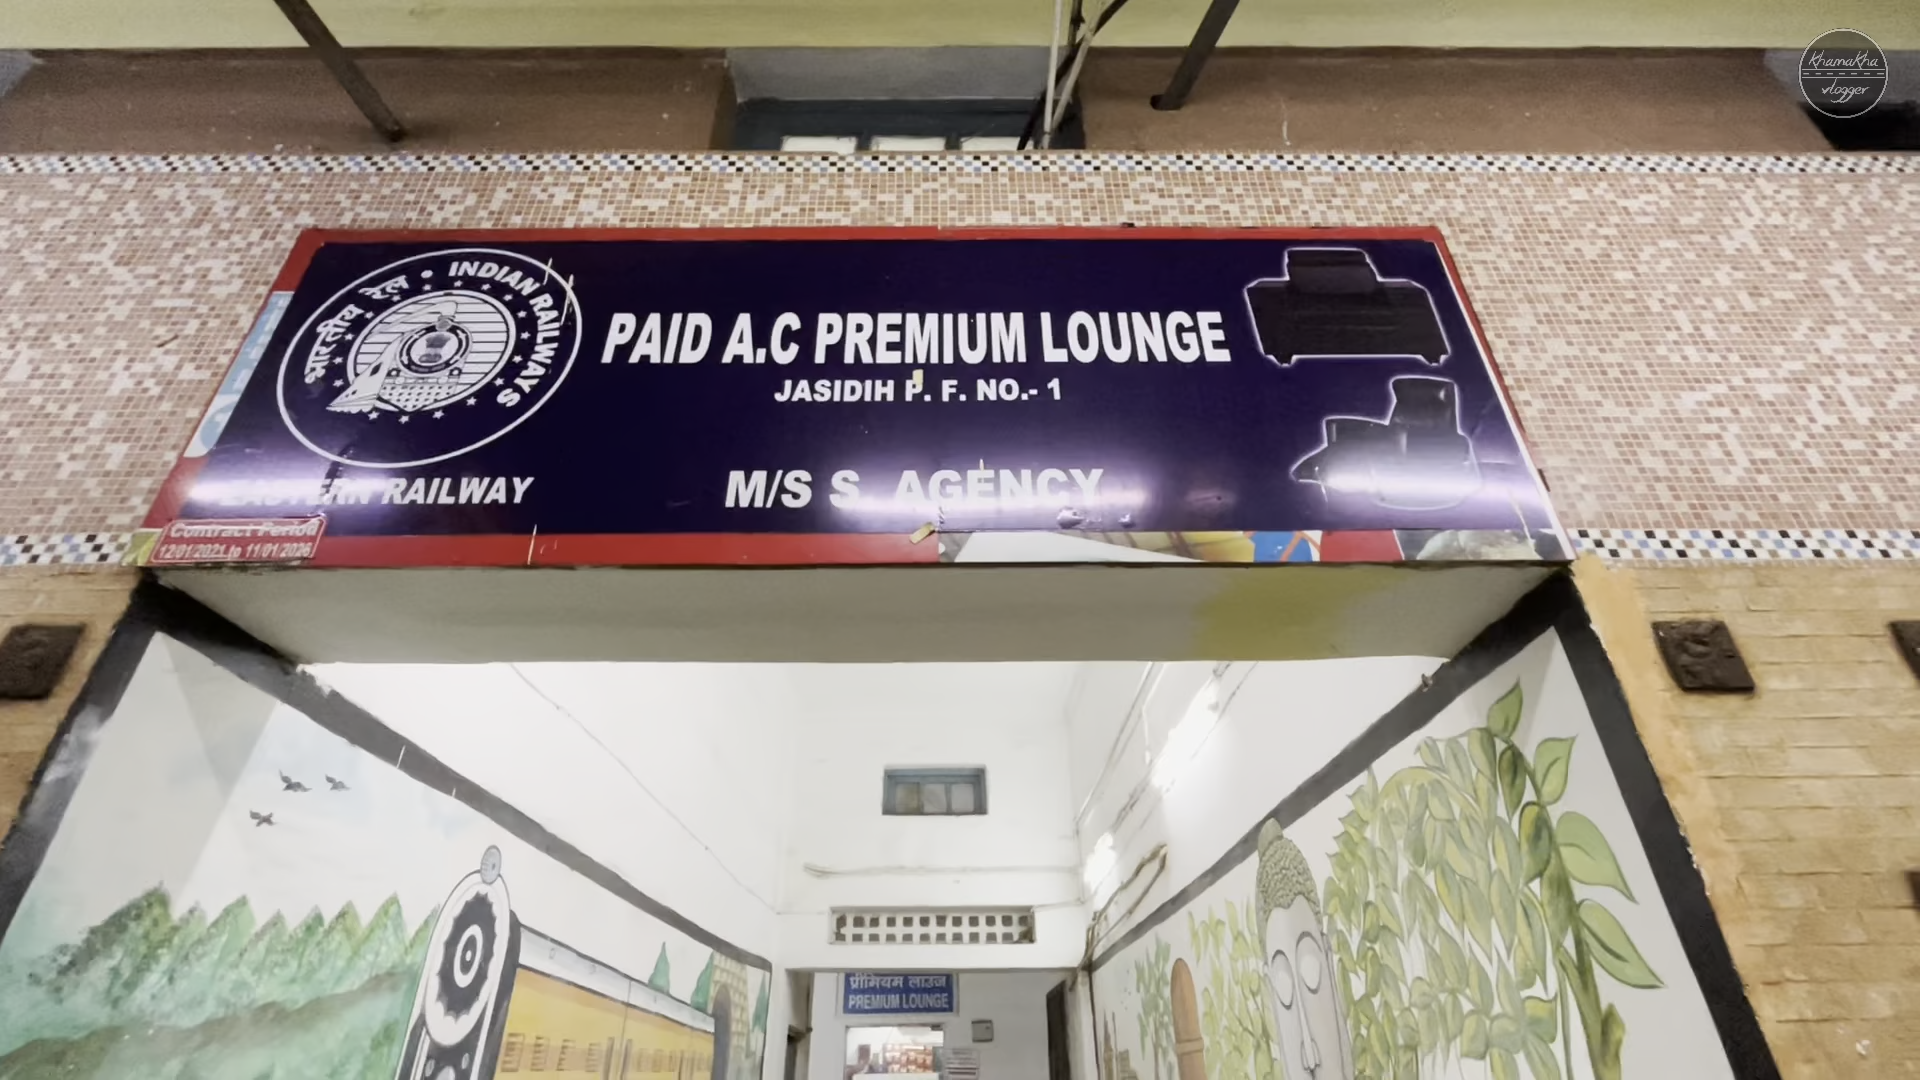 Khamakha
vlogger
भारतीय रेल • INDIAN RAILWAYS
PAID A.C PREMIUM LOUNGE
JASIDIH P. F. NO.- 1
EASTERN RAILWAY
M/S S. AGENCY
Contract Period
12/01/2021 to 11/01/2026
प्रीमियम लाउंज
PREMIUM LOUNGE